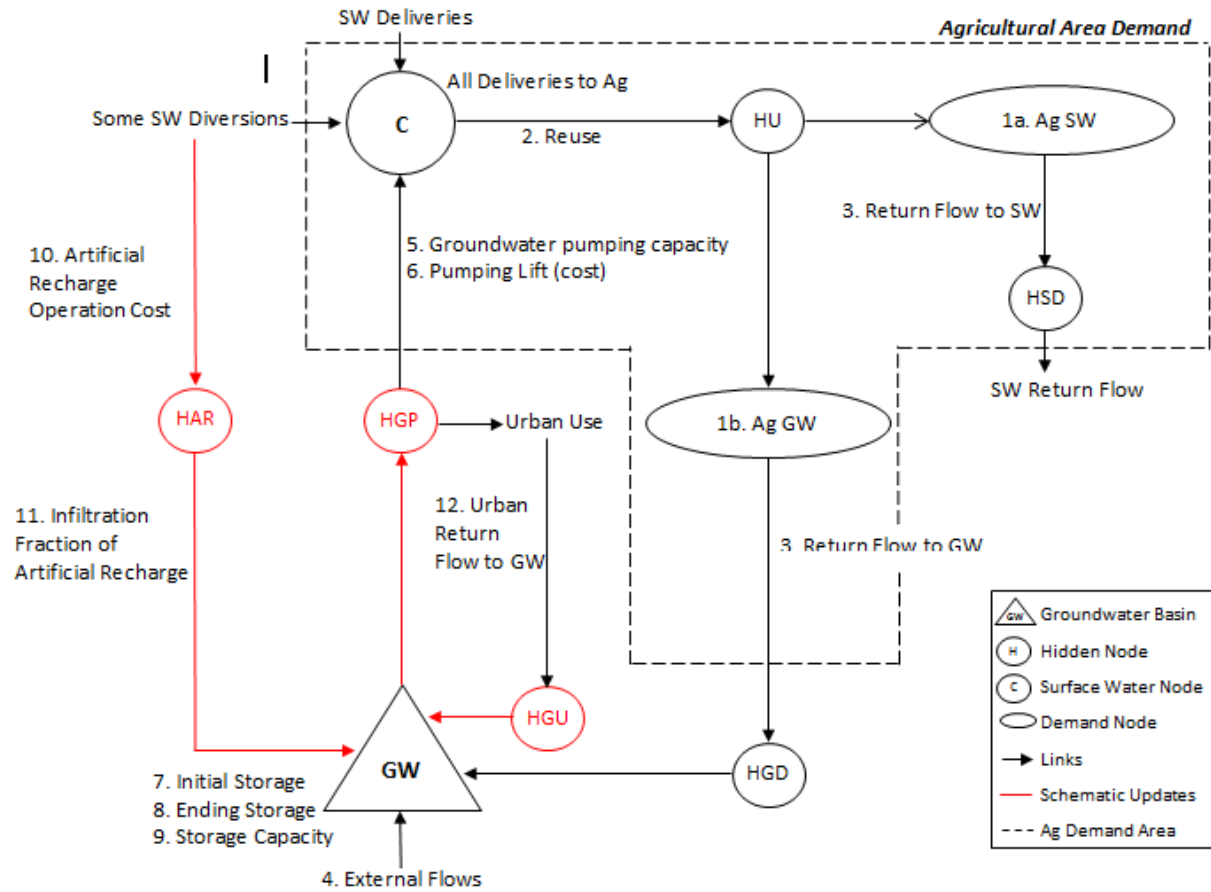 SW Deliveries
Agricultural Area Demand
All Deliveries to Ag
Some SW Diversions
C
2. Reuse
HU
1a. Ag SW
3. Return Flow to SW
5. Groundwater pumping capacity
6. Pumping Lift (cost)
10. Artificial
Recharge
Operation Cost
HSD
SW Return Flow
HAR
HGP
Urban Use
1b. Ag GW
11. Infiltration
Fraction of
Artificial Recharge
12. Urban
Return
Flow to GW
3. Return Flow to GW
HGU
GW
HGD
7. Initial Storage
8. Ending Storage
9. Storage Capacity
4. External Flows
GW Groundwater Basin
H Hidden Node
C Surface Water Node
Demand Node
Links
Schematic Updates
Ag Demand Area